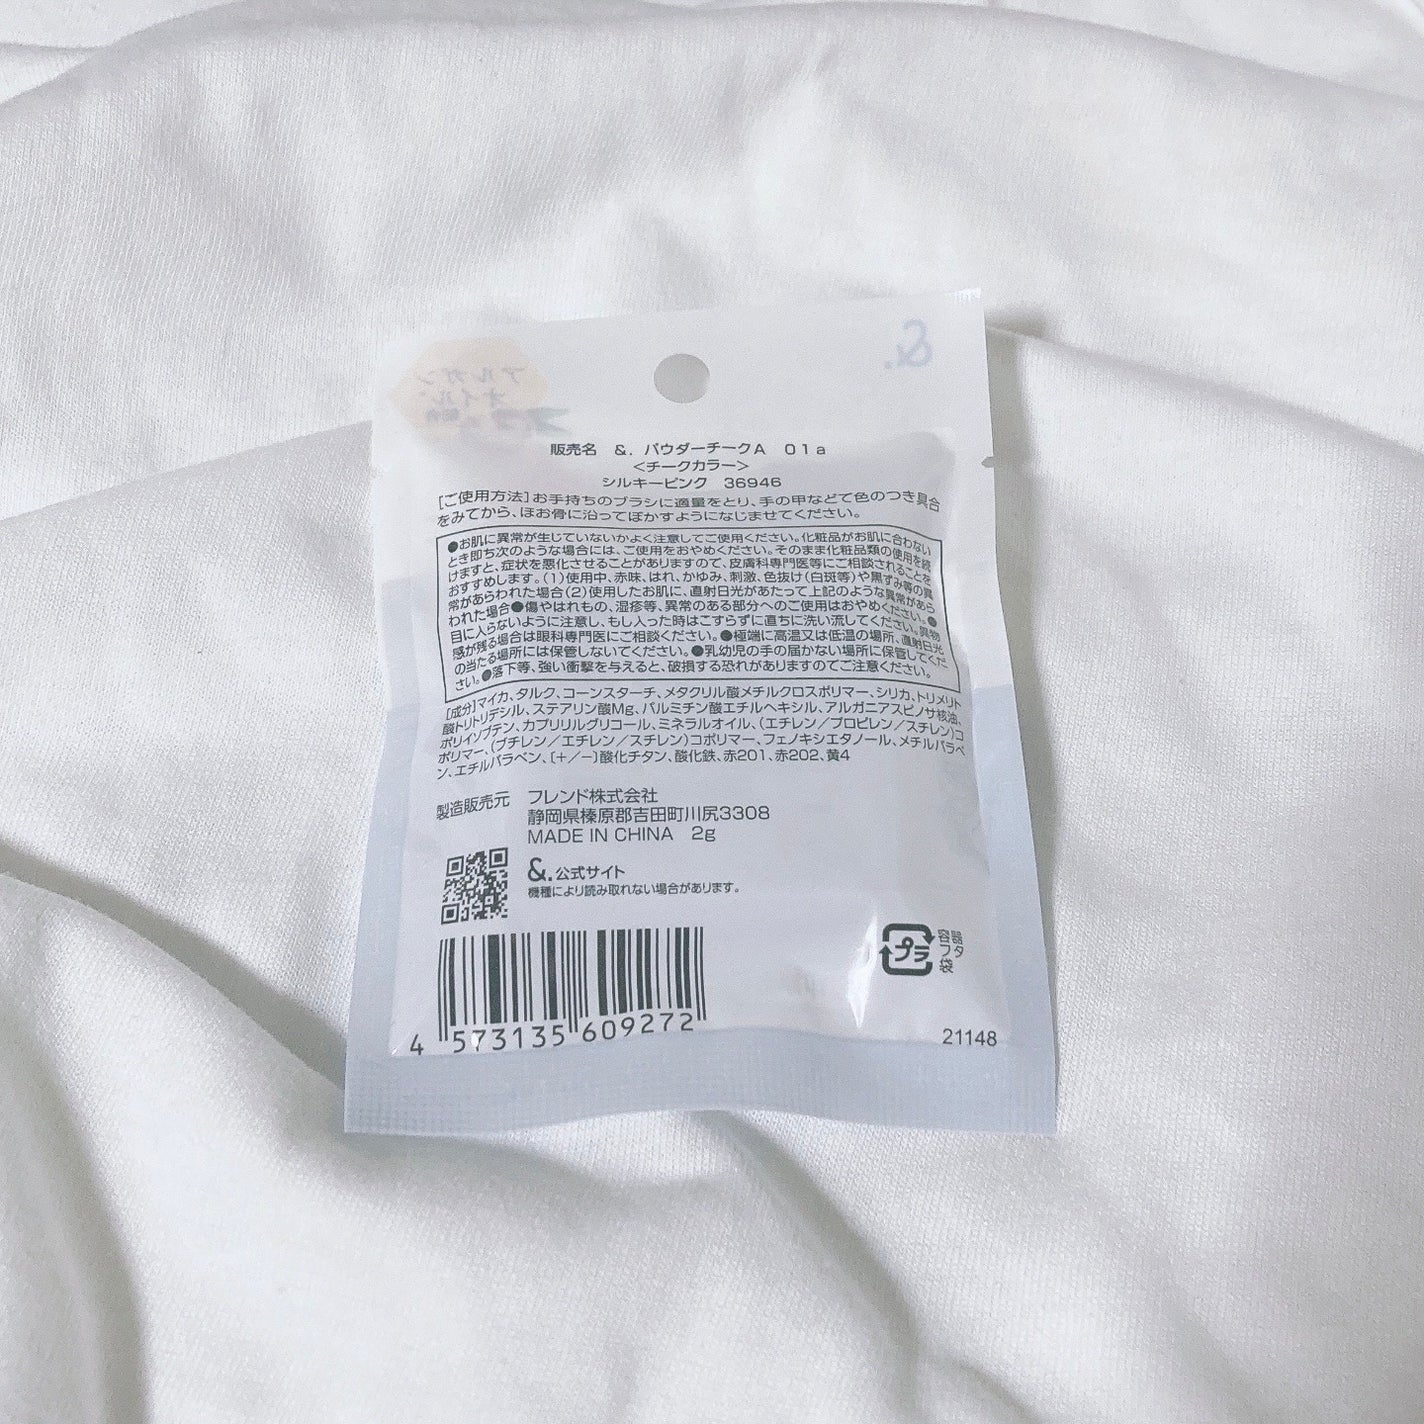 &.
アルガン
オイル
販売名　&. パウダーチークA　01a
<チークカラー>
シルキーピンク　36946
[ご使用方法]お手持ちのブラシに適量をとり、手の甲などで色のつき具合
をみてから、ほお骨に沿ってぼかすようになじませてください。
●お肌に異常が生じていないかよく注意してご使用ください。化粧品がお肌に合わない
とき即ち次のような場合には、ご使用をおやめください。そのまま化粧品類の使用を続
けますと、症状を悪化させることがありますので、皮膚科専門医等にご相談されることを
おすすめします。(1)使用中、赤味、はれ、かゆみ、刺激、色抜け(白斑等)や黒ずみ等の異
常があらわれた場合(2)使用したお肌に、直射日光があたって上記のような異常があら
われた場合●傷やはれもの、湿疹等、異常のある部分へのご使用はおやめください。●
目に入らないように注意し、もし入った時はこすらずに直ちに洗い流してください。異物
感が残る場合は眼科専門医にご相談ください。●極端に高温又は低温の場所、直射日光
の当たる場所には保管しないでください。●乳幼児の手の届かない場所に保管してくだ
さい。●落下等、強い衝撃を与えると、破損する恐れがありますのでご注意ください。
[成分]マイカ、タルク、コーンスターチ、メタクリル酸メチルクロスポリマー、シリカ、トリメリト
酸トリトリデシル、ステアリン酸Mg、パルミチン酸エチルヘキシル、アルガニアスピノサ核油、
ポリイソブテン、カプリリルグリコール、ミネラルオイル、(エチレン／プロピレン／スチレン)コ
ポリマー、(ブチレン／エチレン／スチレン)コポリマー、フェノキシエタノール、メチルパラベ
ン、エチルパラベン、[+／-]酸化チタン、酸化鉄、赤201、赤202、黄4
製造販売元　フレンド株式会社
静岡県榛原郡吉田町川尻3308
MADE IN CHINA　2g
&.公式サイト
機種により読み取れない場合があります。
プラ
容器
フタ
袋
4 573135 609272
21148